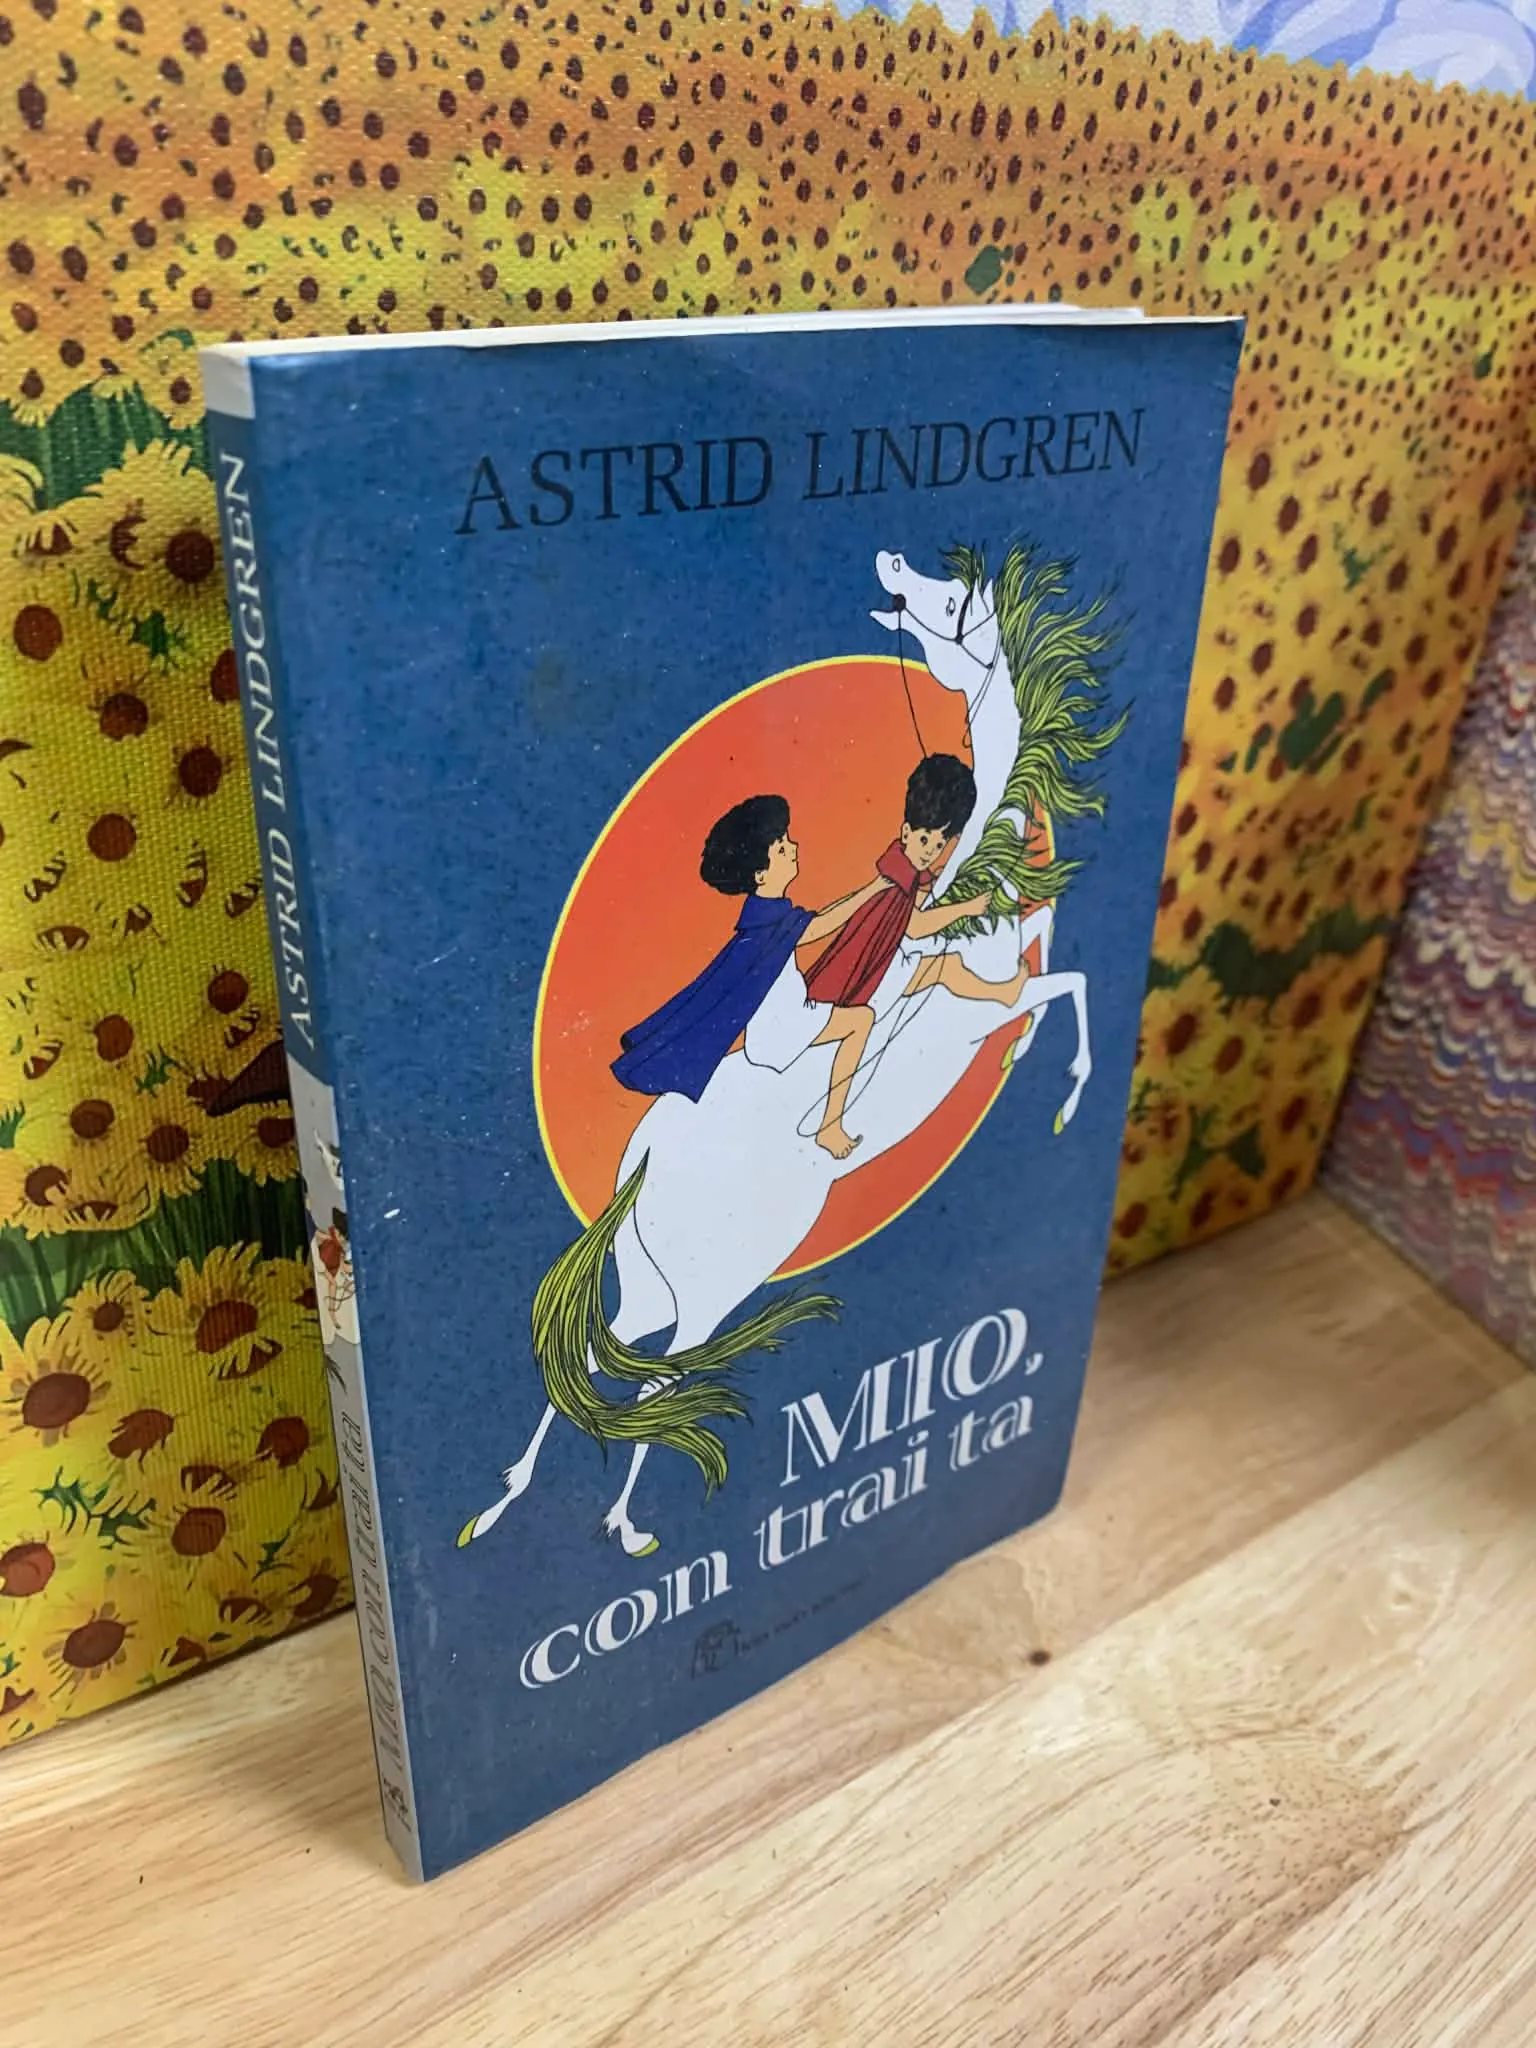 ASTRID LINDGREN
MIO,
con trai ta
ASTRID LINDGREN
Mio, con trai ta